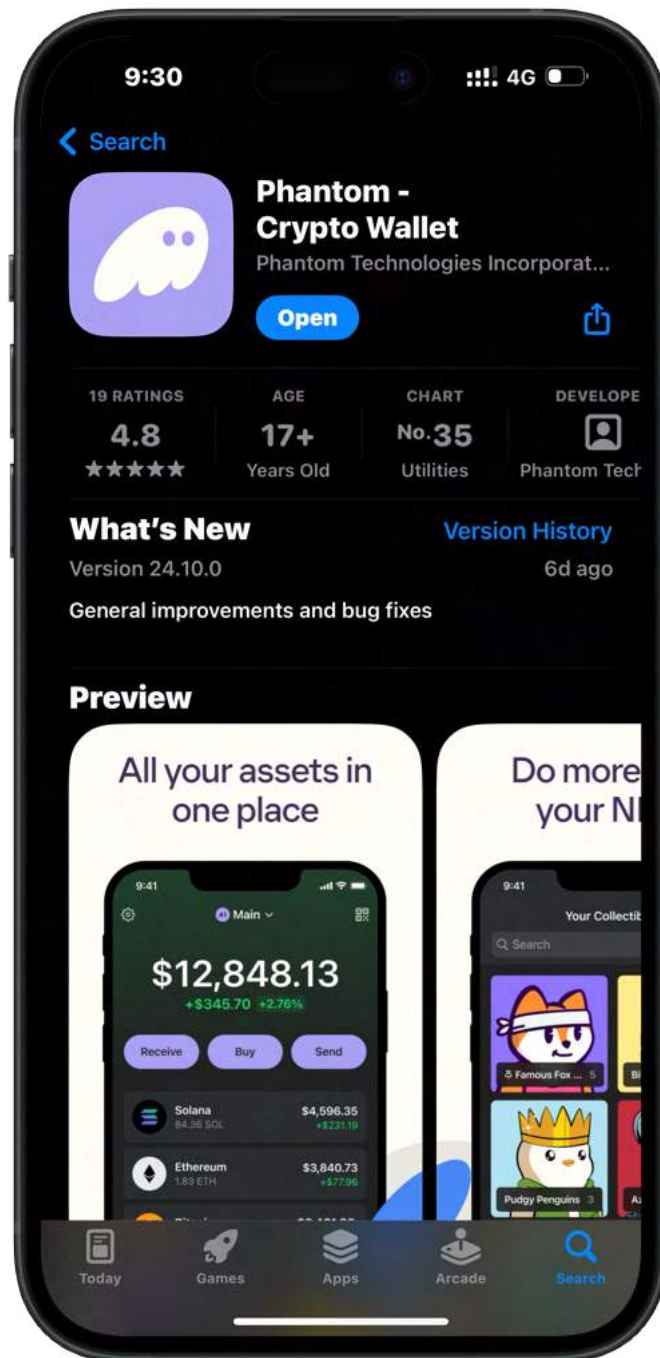 9:30
4G
Search
Phantom -
Crypto Wallet
Phantom Technologies Incorporat...
Open
19 RATINGS
4.8
AGE
17+
Years Old
CHART
No.35
Utilities
DEVELOPE
Phantom Tech
What's New
Version History
Version 24.10.0
6d ago
General improvements and bug fixes
Preview
All your assets in
one place
9:41
Main
$12,848.13
+$345.70 +2.76%
Receive
Buy
Send
Solana
$4,596.35
84.36 SOL
+$231.19
Ethereum
$3,840.73
1.83 ETH
+$77.96
Do more
your NI
9:41
Your Collectib
Search
Famous Fox ... 5
Bi
Pudgy Penguins 3
Az
Today
Games
Apps
Arcade
Search